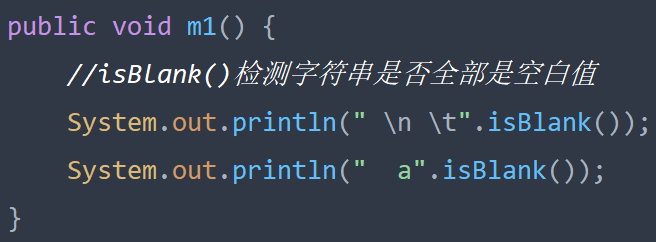 public void m1() {
//isBlank()检测字符串是否全部是空白值
System.out.println(" \n \t".isBlank());
System.out.println("  a".isBlank());
}